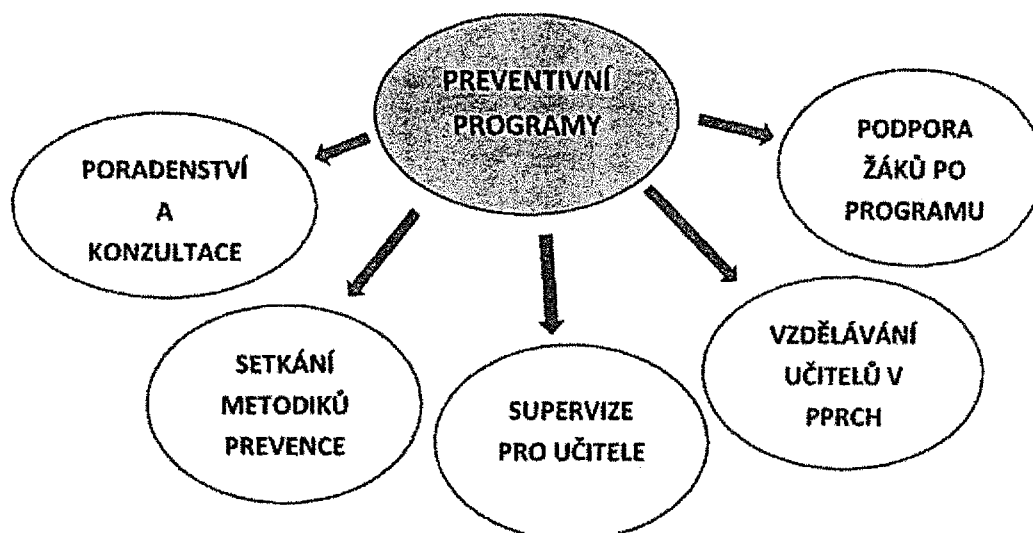 PREVENTIVNÍ
PROGRAMY
PORADENSTVÍ
A
KONZULTACE
SETKÁNÍ
METODIKŮ
PREVENCE
SUPERVIZE
PRO UČITELE
VZDĚLÁVÁNÍ
UČITELŮ V
PPRCH
PODPORA
ŽÁKŮ PO
PROGRAMU